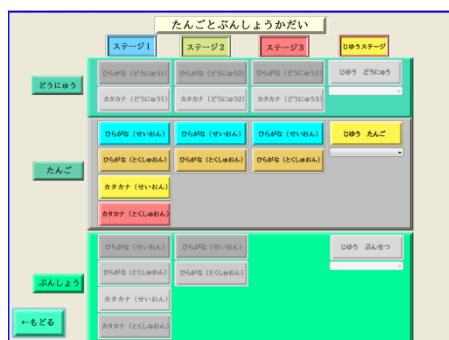 たんごとぶんしょうかだい
ステージ1 ステージ2 ステージ3 じゆうステージ
どうにゅう
ひらがな（どうにゅう1） ひらがな（どうにゅう2） ひらがな（どうにゅう3） じゆう どうにゅう
カタカナ（どうにゅう1） カタカナ（どうにゅう2） カタカナ（どうにゅう3）
たんご
ひらがな（せいおん） ひらがな（せいおん） ひらがな（せいおん） じゆう たんご
ひらがな（とくしゅおん） ひらがな（とくしゅおん） ひらがな（とくしゅおん）
カタカナ（せいおん）
カタカナ（とくしゅおん）
ぶんしょう
ひらがな（せいおん） ひらがな（せいおん） じゆう ぶんせつ
ひらがな（とくしゅおん） ひらがな（とくしゅおん）
カタカナ（せいおん）
カタカナ（とくしゅおん）
←もどる